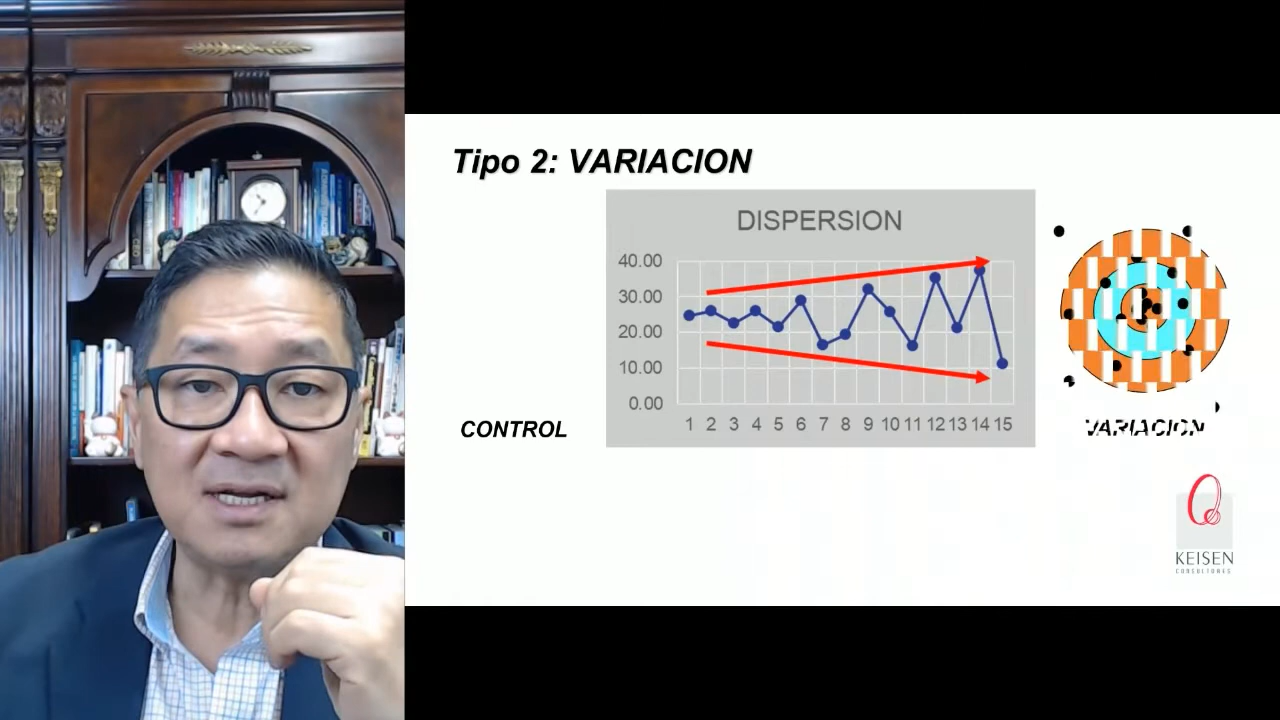 Tipo 2: VARIACION
DISPERSION
40.00
30.00
20.00
10.00
0.00
1 2 3 4 5 6 7 8 9 10 11 12 13 14 15
CONTROL
VARIACION
KEISEN
CONSULTORES